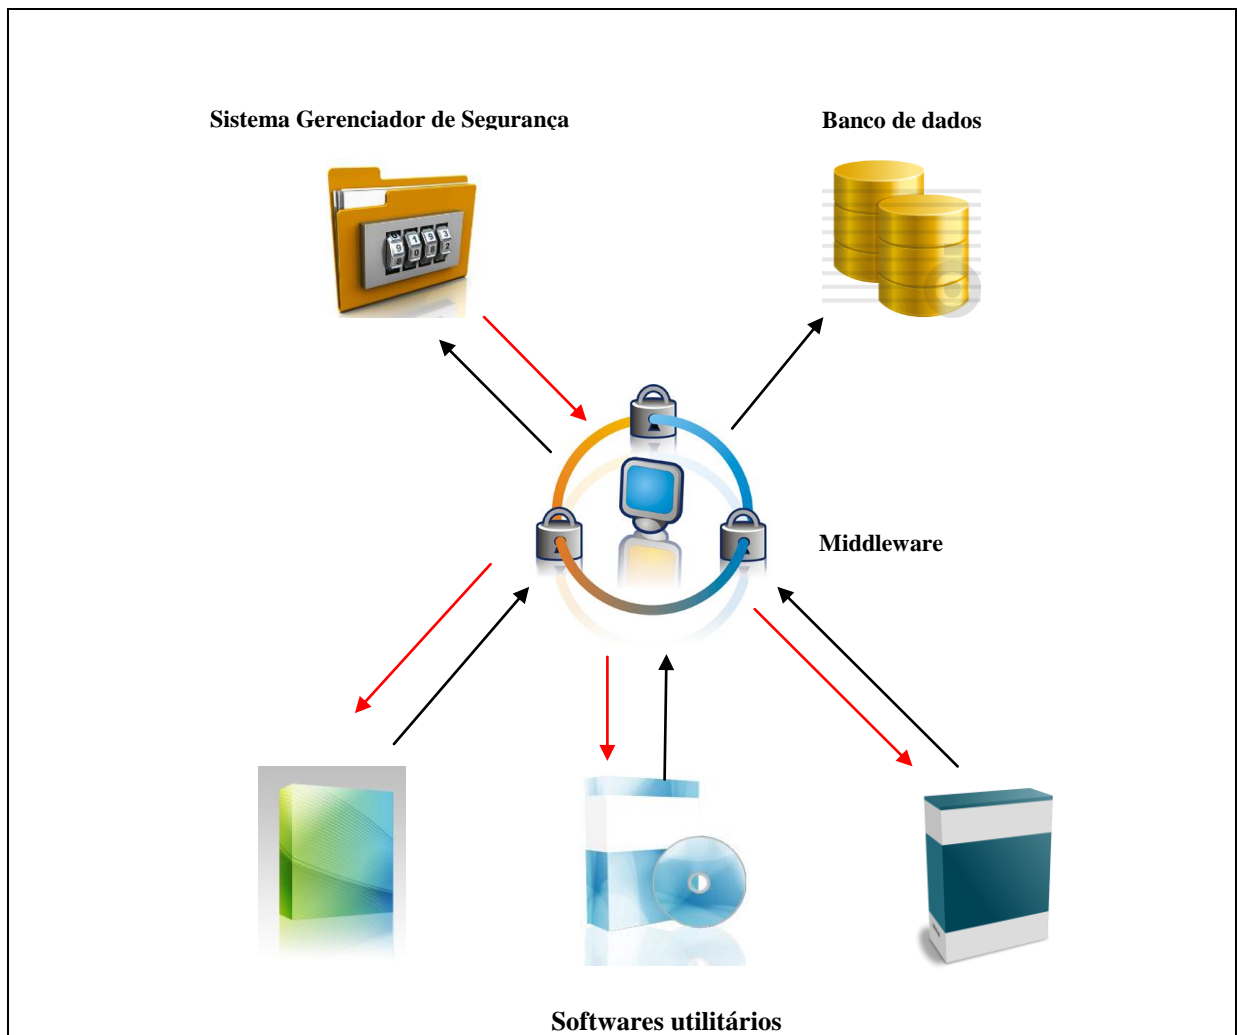 Sistema Gerenciador de Segurança
Banco de dados
Middleware
Softwares utilitários